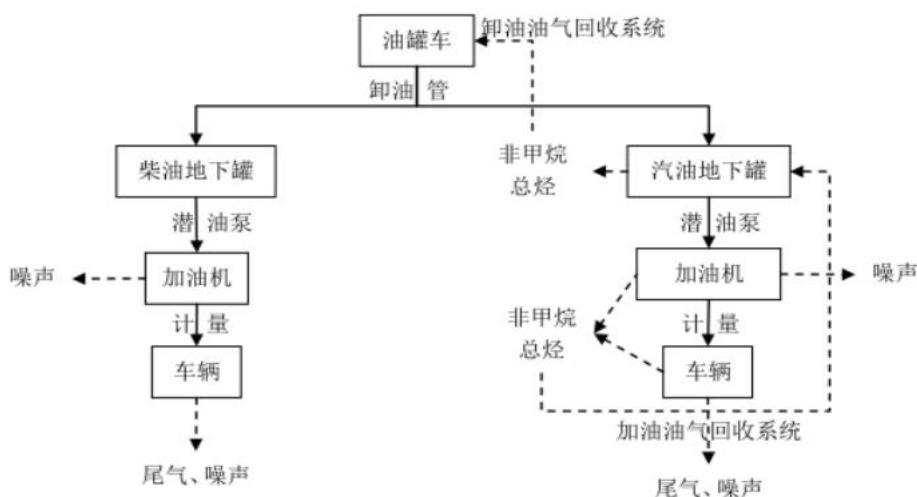 油罐车
卸油油气回收系统
卸油管
柴油地下罐
非甲烷
总烃
汽油地下罐
潜油泵
潜油泵
噪声
加油机
加油机
噪声
计量
非甲烷
总烃
计量
车辆
车辆
加油油气回收系统
尾气、噪声
尾气、噪声